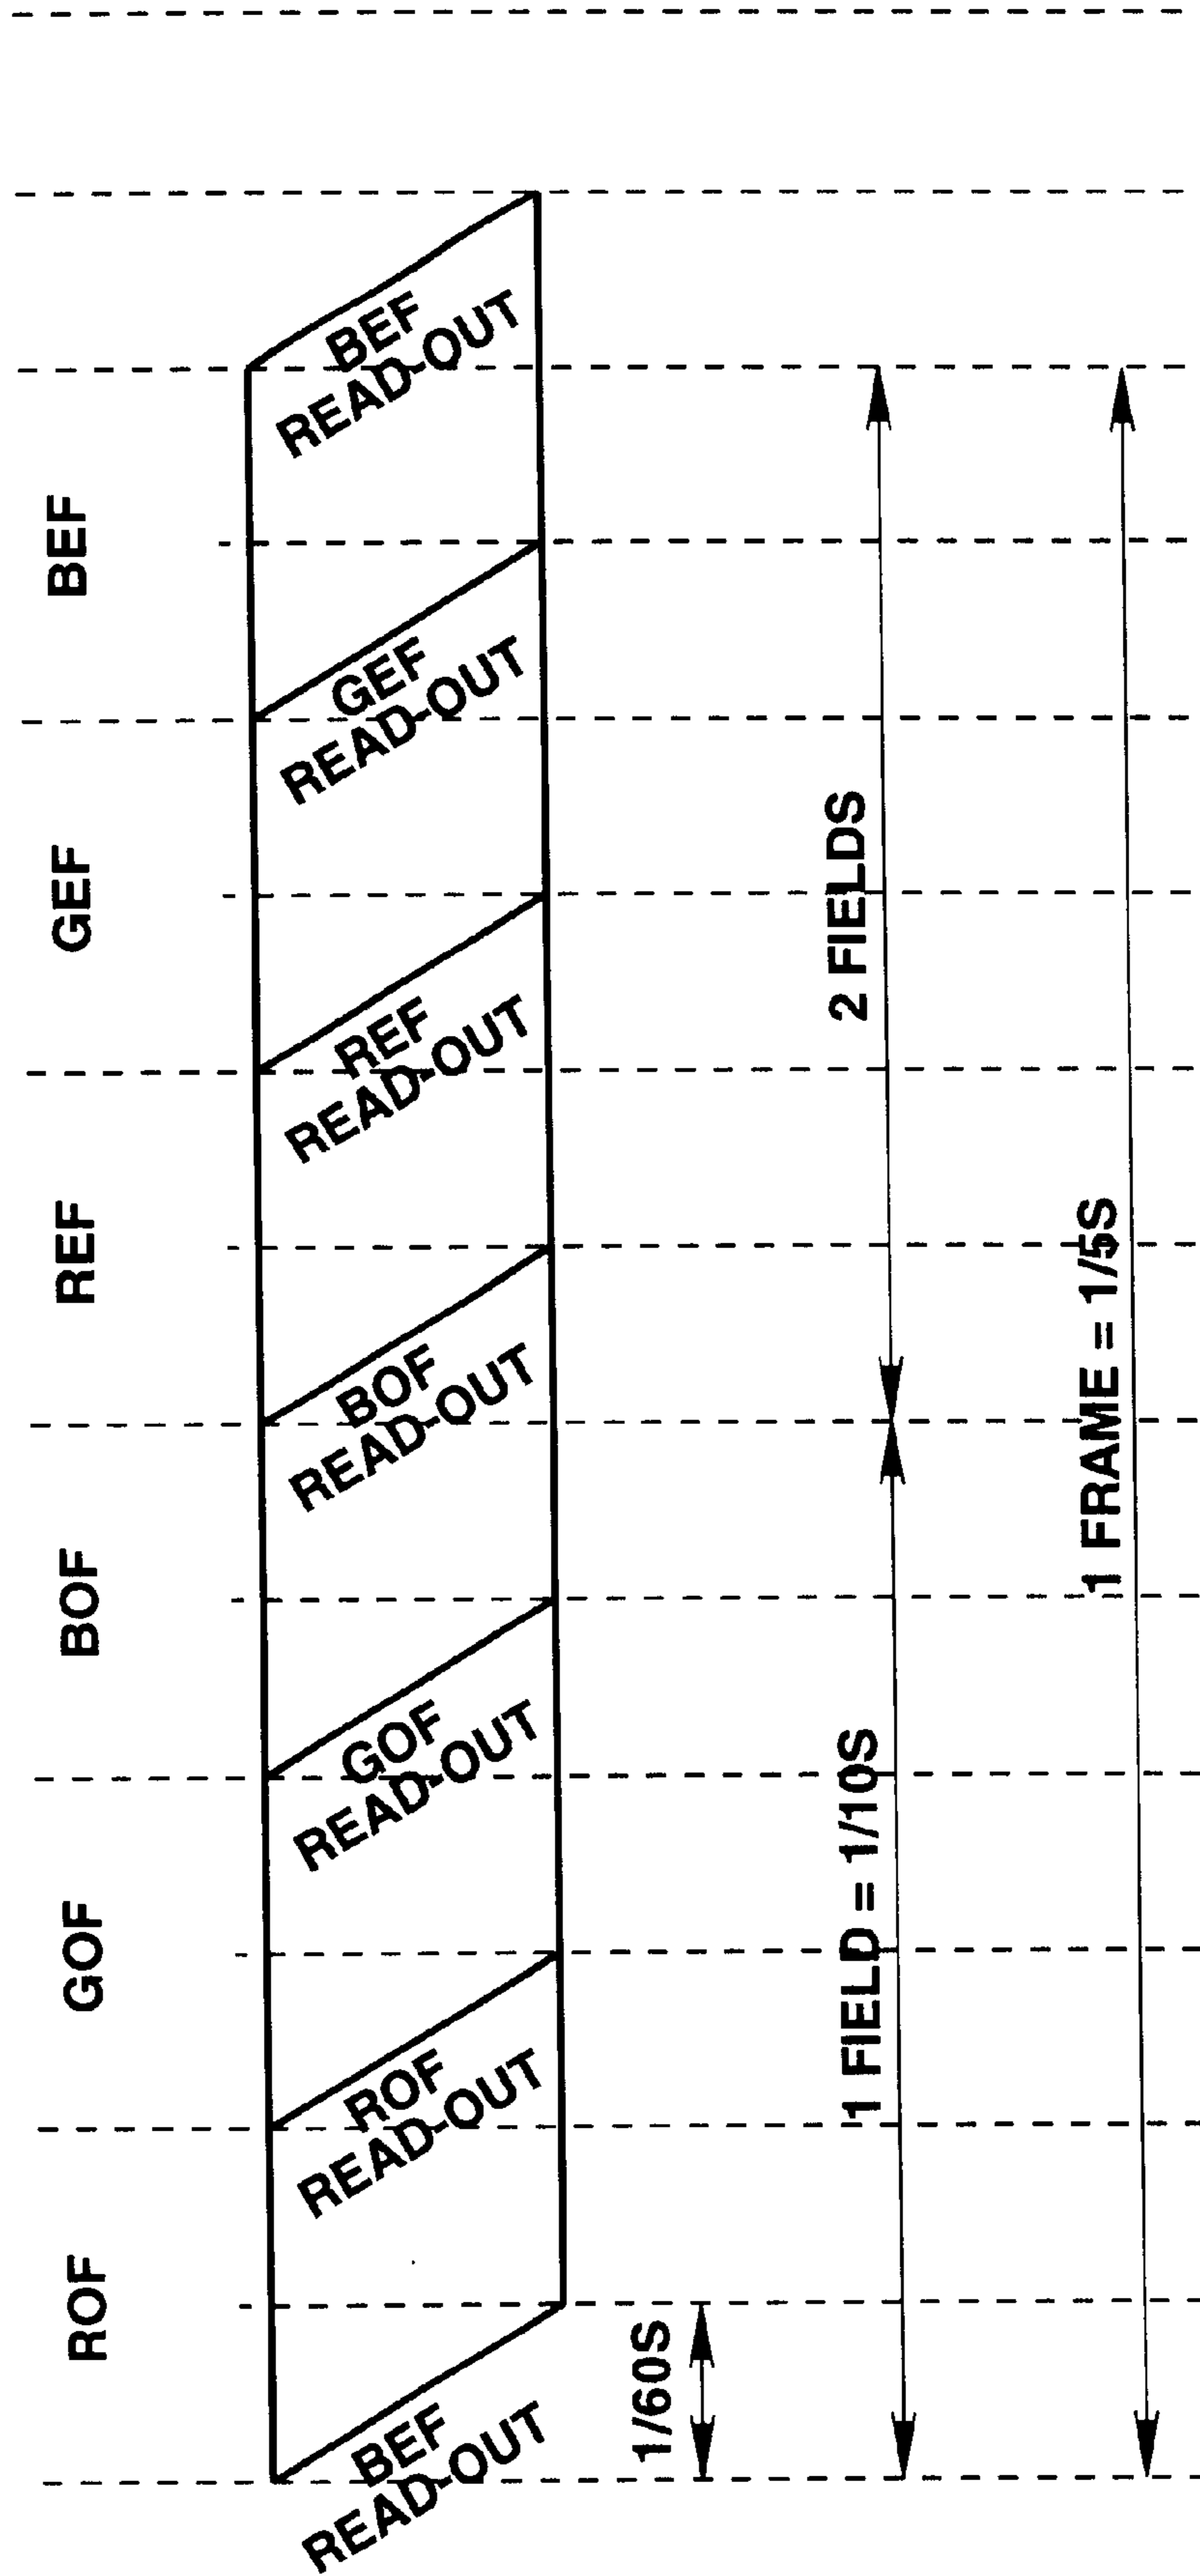 ROF
GOF
BOF
REF
GEF
BEF
BEF
READ-OUT
ROF
READ-OUT
GOF
READ-OUT
BOF
READ-OUT
REF
READ-OUT
GEF
READ-OUT
BEF
READ-OUT
1/60S
1 FIELD = 1/10S
2 FIELDS
1 FRAME = 1/5S